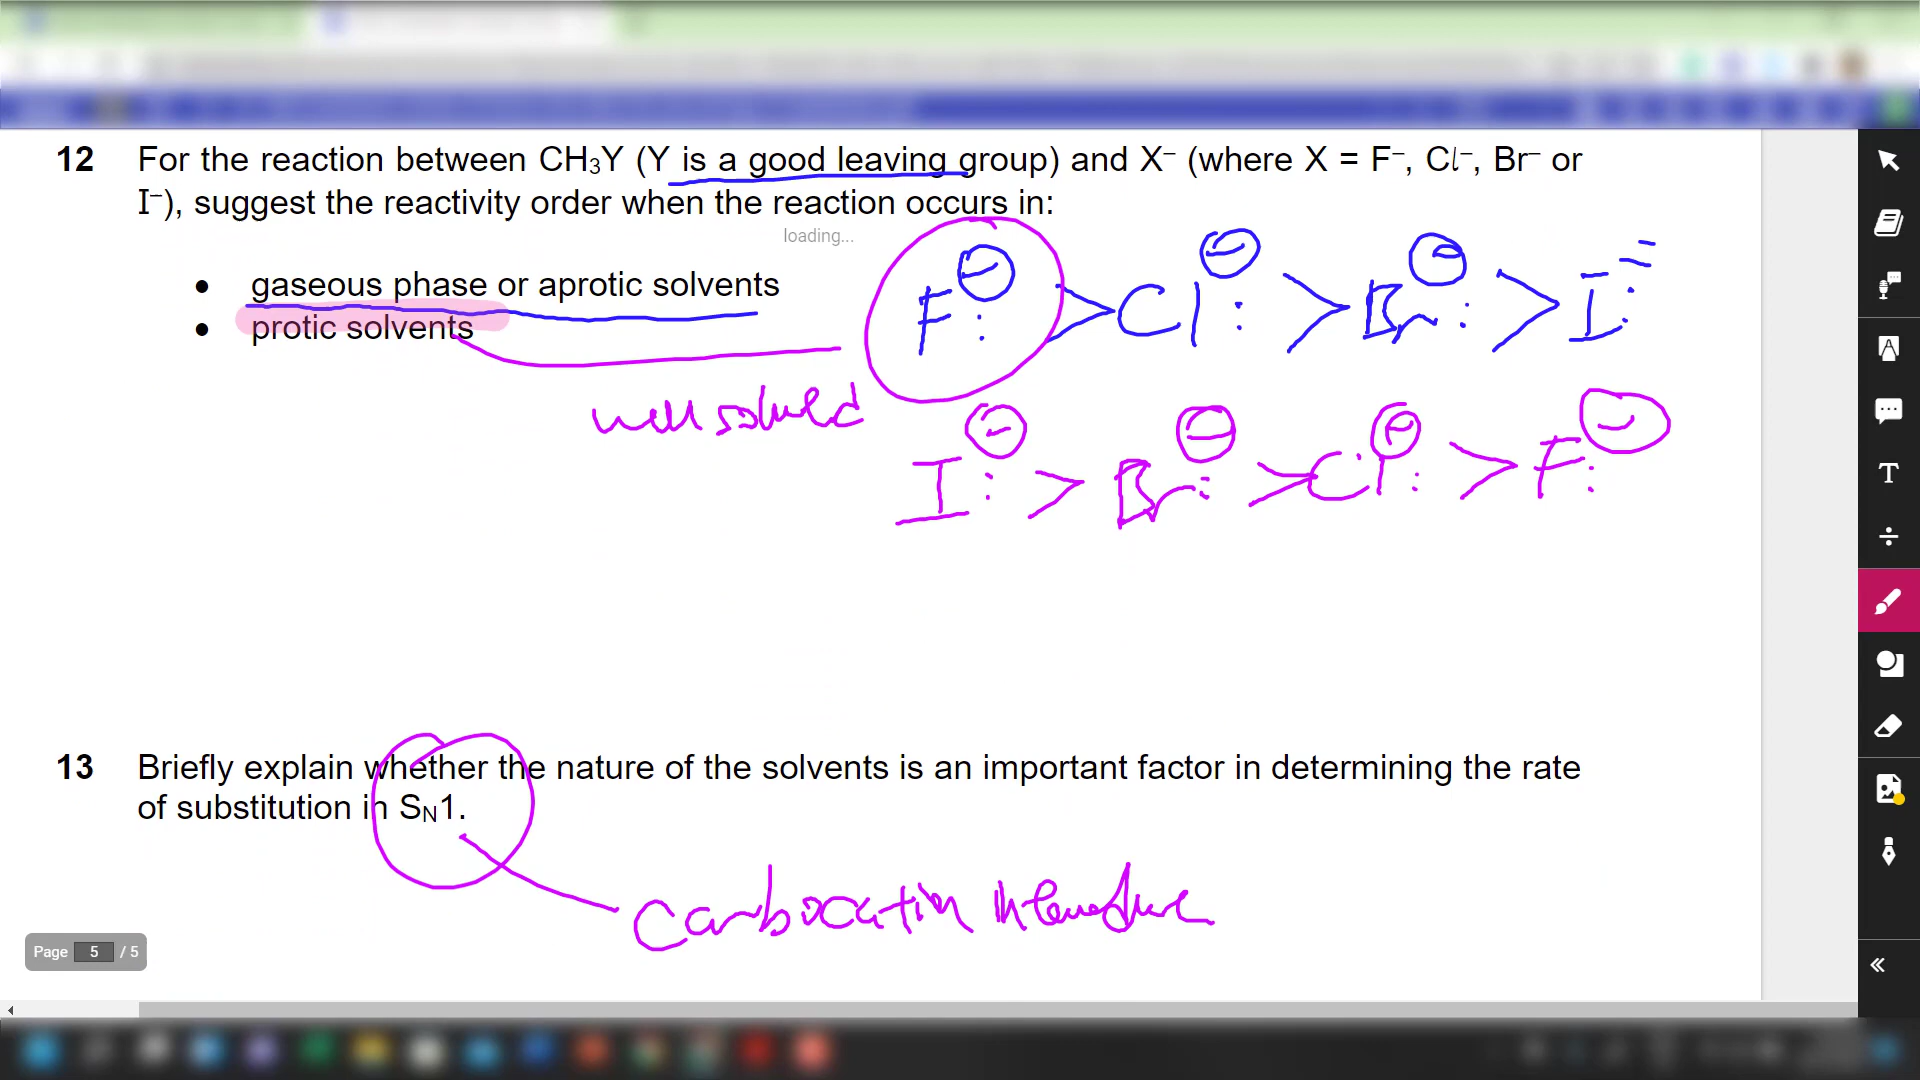 12 For the reaction between CH₃Y (Y is a good leaving group) and X⁻ (where X = F⁻, Cl⁻, Br⁻ or
I⁻), suggest the reactivity order when the reaction occurs in:
loading...
• gaseous phase or aprotic solvents
F:⊖ > Cl:⊖ > Br:⊖ > I:⁼
• protic solvents
well solved
I:⊖ > Br:⊖ > Cl:⊖ > F:⊖
13 Briefly explain whether the nature of the solvents is an important factor in determining the rate
of substitution in Sₙ1.
Carbocation
Page 5 / 5